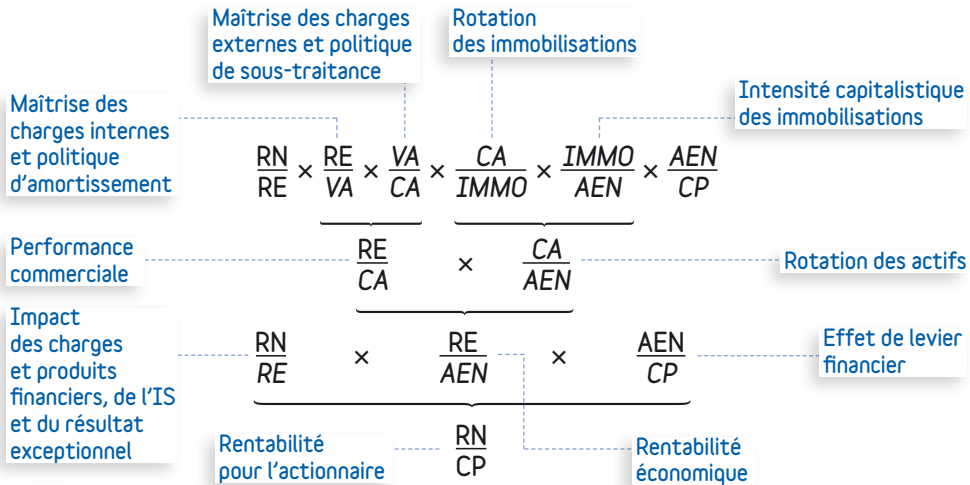 Maîtrise des charges
externes et politique
de sous-traitance
Rotation
des immobilisations
Maîtrise des
charges internes
et politique
d'amortissement
Intensité capitalistique
des immobilisations
RN/RE × RE/VA × VA/CA × CA/IMMO × IMMO/AEN × AEN/CP
Performance
commerciale
RE/CA × CA/AEN
Rotation des actifs
Impact
des charges
et produits
financiers, de l'IS
et du résultat
exceptionnel
RN/RE × RE/AEN × AEN/CP
Effet de levier
financier
Rentabilité
pour l'actionnaire
RN/CP
Rentabilité
économique